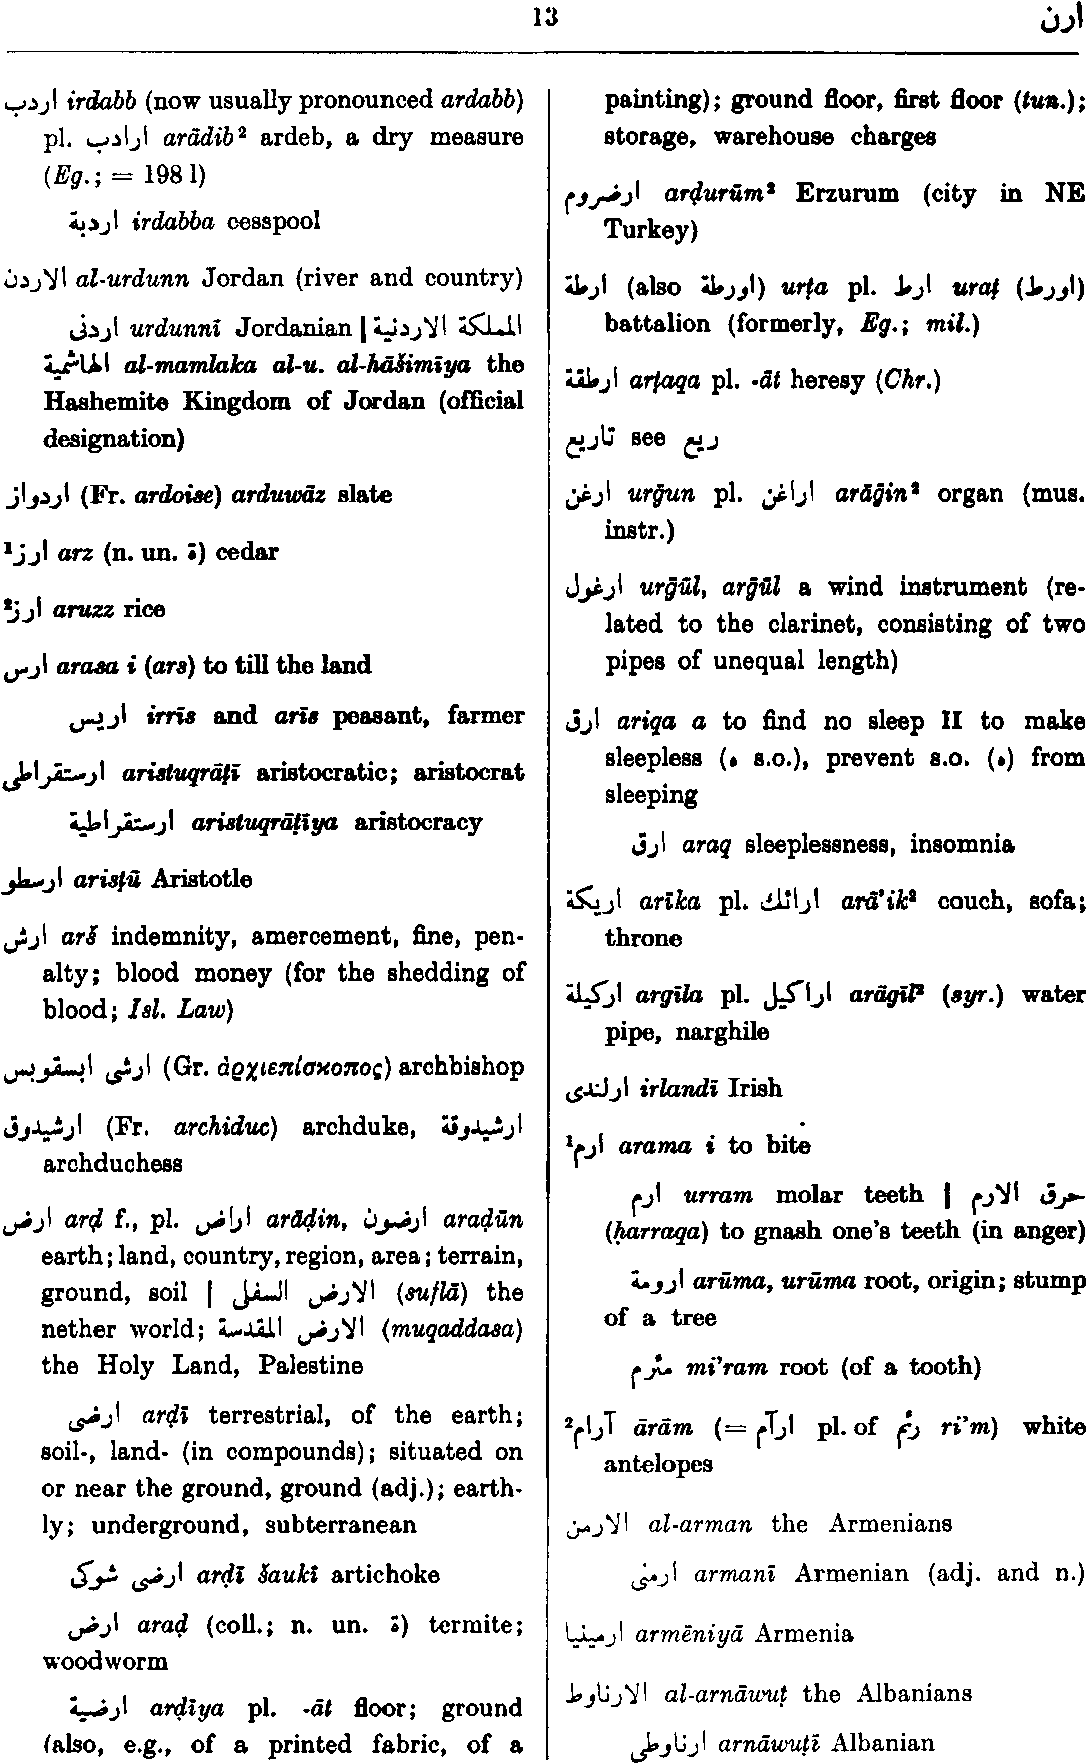 13
ارن
اردب irdabb (now usually pronounced ardabb)
pl. ارادب arādib² ardeb, a dry measure
(Eg.; = 198 l)
اردبة irdabba cesspool
الاردن al-urdunn Jordan (river and country)
اردنى urdunnī Jordanian | المملكة الاردنية
الهاشمية al-mamlaka al-u. al-hāšimīya the
Hashemite Kingdom of Jordan (official
designation)
اردواز (Fr. ardoise) arduwāz slate
¹ارز arz (n. un. ة) cedar
²ارز aruzz rice
ارس arasa i (ars) to till the land
اريس irrīs and arīs peasant, farmer
ارستقراطى aristuqrāṭī aristocratic; aristocrat
ارستقراطية aristuqrāṭīya aristocracy
ارسطو arisṭū Aristotle
ارش arš indemnity, amercement, fine, pen-
alty; blood money (for the shedding of
blood; Isl. Law)
ارشى ابسقوبس (Gr. ἀρχιεπίσκοπος) archbishop
ارشيدوق (Fr. archiduc) archduke, ارشيدوقة
archduchess
ارض arḍ f., pl. اراض arāḍin, ارضون araḍūn
earth; land, country, region, area; terrain,
ground, soil | الارض السفلى (suflā) the
nether world; الارض المقدسة (muqaddasa)
the Holy Land, Palestine
ارضى arḍī terrestrial, of the earth;
soil-, land- (in compounds); situated on
or near the ground, ground (adj.); earth-
ly; underground, subterranean
ارضى شوكى arḍī šaukī artichoke
ارض araḍ (coll.; n. un. ة) termite;
woodworm
ارضية arḍīya pl. -āt floor; ground
(also, e.g., of a printed fabric, of a
painting); ground floor, first floor (tun.);
storage, warehouse charges
ارضروم arḍurūm² Erzurum (city in NE
Turkey)
ارطة (also اورطة) urṭa pl. ارط uraṭ (اورط)
battalion (formerly, Eg.; mil.)
ارطقة arṭaqa pl. -āt heresy (Chr.)
تاريع see ريع
ارغن urḡun pl. اراغن arāḡin² organ (mus.
instr.)
ارغول urḡūl, arḡūl a wind instrument (re-
lated to the clarinet, consisting of two
pipes of unequal length)
ارق ariqa a to find no sleep II to make
sleepless (ه s.o.), prevent s.o. (ه) from
sleeping
ارق araq sleeplessness, insomnia
اريكة arīka pl. ارائك arā'ik² couch, sofa;
throne
اركيلة argīla pl. اراكيل arāgīl² (syr.) water
pipe, narghile
ارلندى irlandī Irish
¹ارم arama i to bite
ارم urram molar teeth | حرق الارم
(ḥarraqa) to gnash one's teeth (in anger)
ارومة arūma, urūma root, origin; stump
of a tree
مئرم mi'ram root (of a tooth)
²آرام ārām (= ارآم pl. of رئم ri'm) white
antelopes
الارمن al-arman the Armenians
ارمنى armanī Armenian (adj. and n.)
ارمينيا armēniyā Armenia
الارناوط al-arnāwuṭ the Albanians
ارناوطى arnāwuṭī Albanian